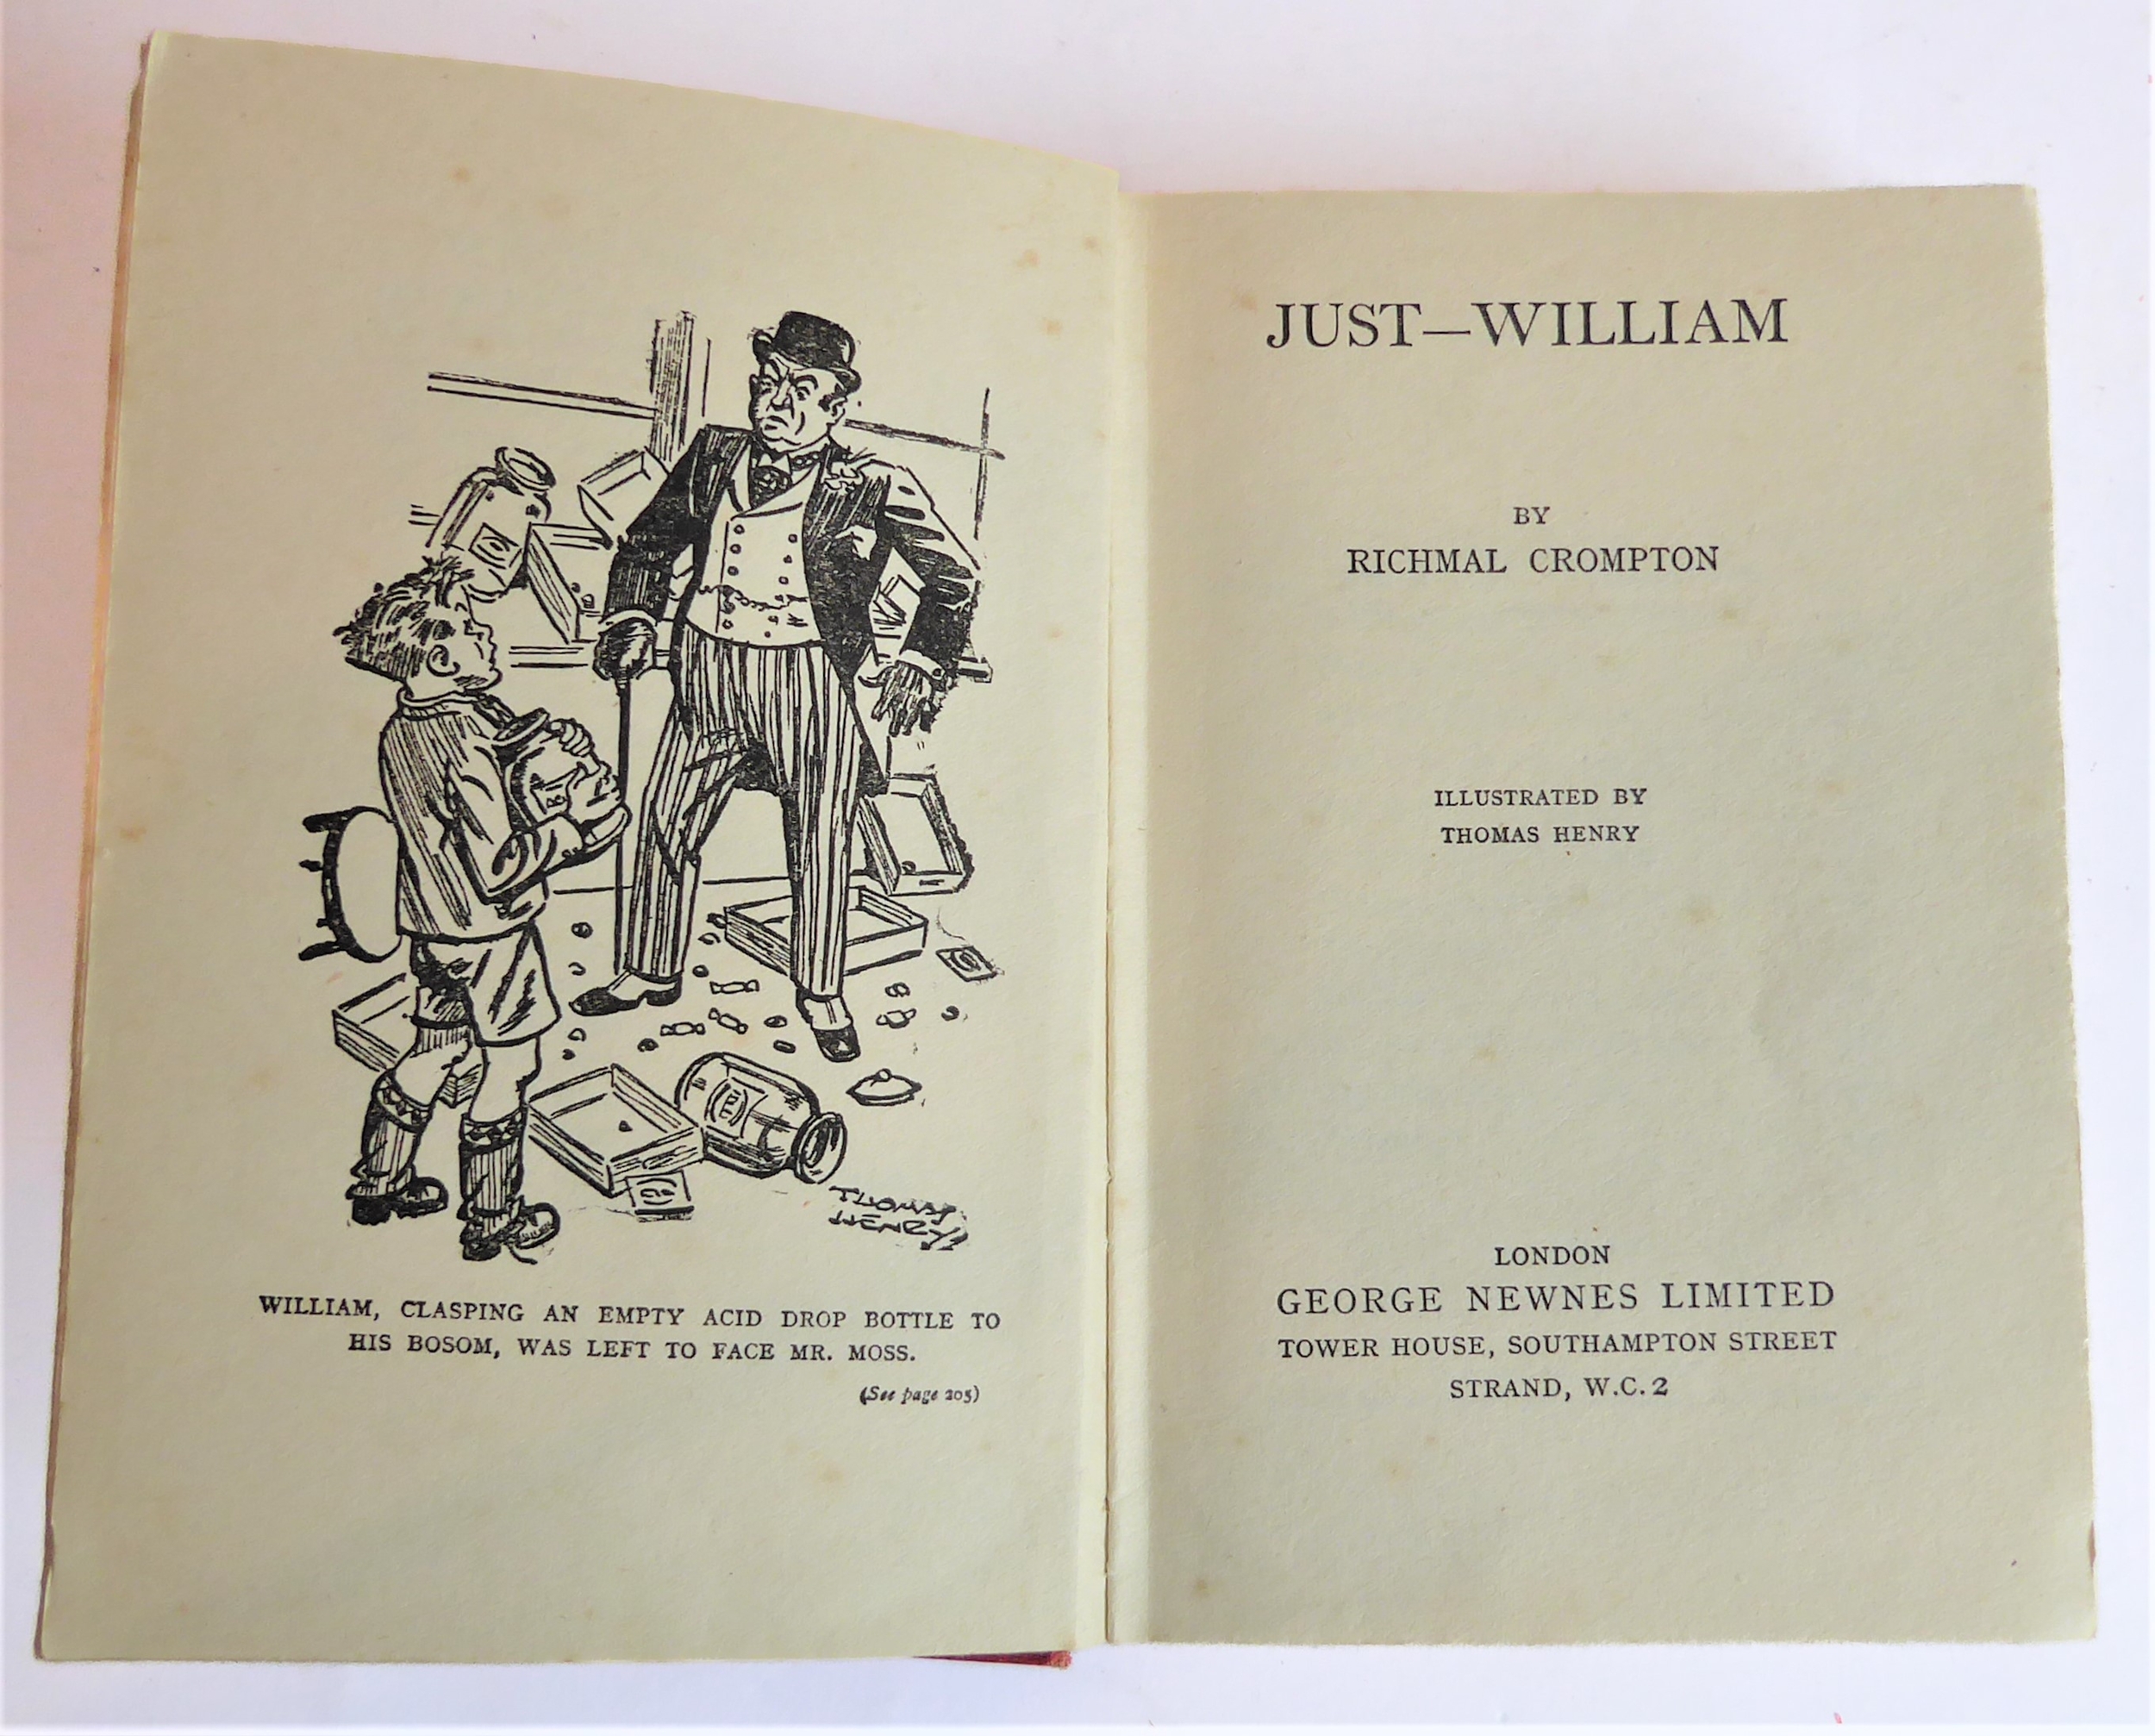 THOMAS
HENRY
WILLIAM, CLASPING AN EMPTY ACID DROP BOTTLE TO
HIS BOSOM, WAS LEFT TO FACE MR. MOSS.
(See page 205)
JUST—WILLIAM
BY
RICHMAL CROMPTON
ILLUSTRATED BY
THOMAS HENRY
LONDON
GEORGE NEWNES LIMITED
TOWER HOUSE, SOUTHAMPTON STREET
STRAND, W.C.2